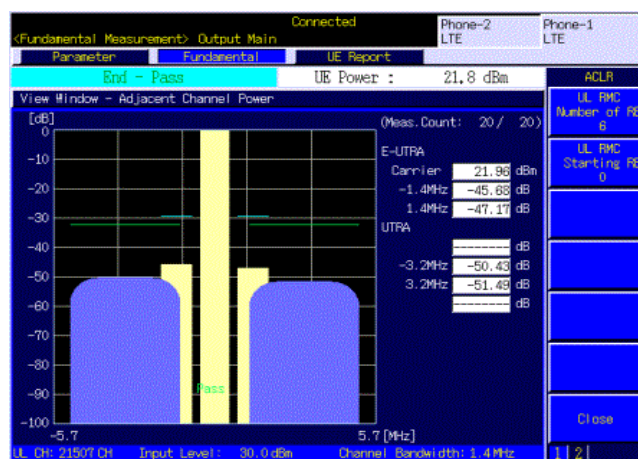 Connected
Phone-2 LTE
Phone-1 LTE
<Fundamental Measurement> Output Main
Parameter
Fundamental
UE Report
End - Pass
UE Power : 21.8 dBm
ACLR
View Window - Adjacent Channel Power
UL RMC
Number of RB
6
UL RMC
Starting RB
0
[dB]
(Meas.Count: 20 / 20)
0
-10
-20
-30
-40
-50
-60
-70
-80
-90
-100
E-UTRA
Carrier 21.96 dBm
-1.4MHz -45.68 dB
1.4MHz -47.17 dB
UTRA
-------- dB
-3.2MHz -50.43 dB
3.2MHz -51.49 dB
-------- dB
Pass
-5.7
5.7 [MHz]
Close
UL CH: 21507 CH Input Level: 30.0 dBm Channel Bandwidth: 1.4 MHz
1 2